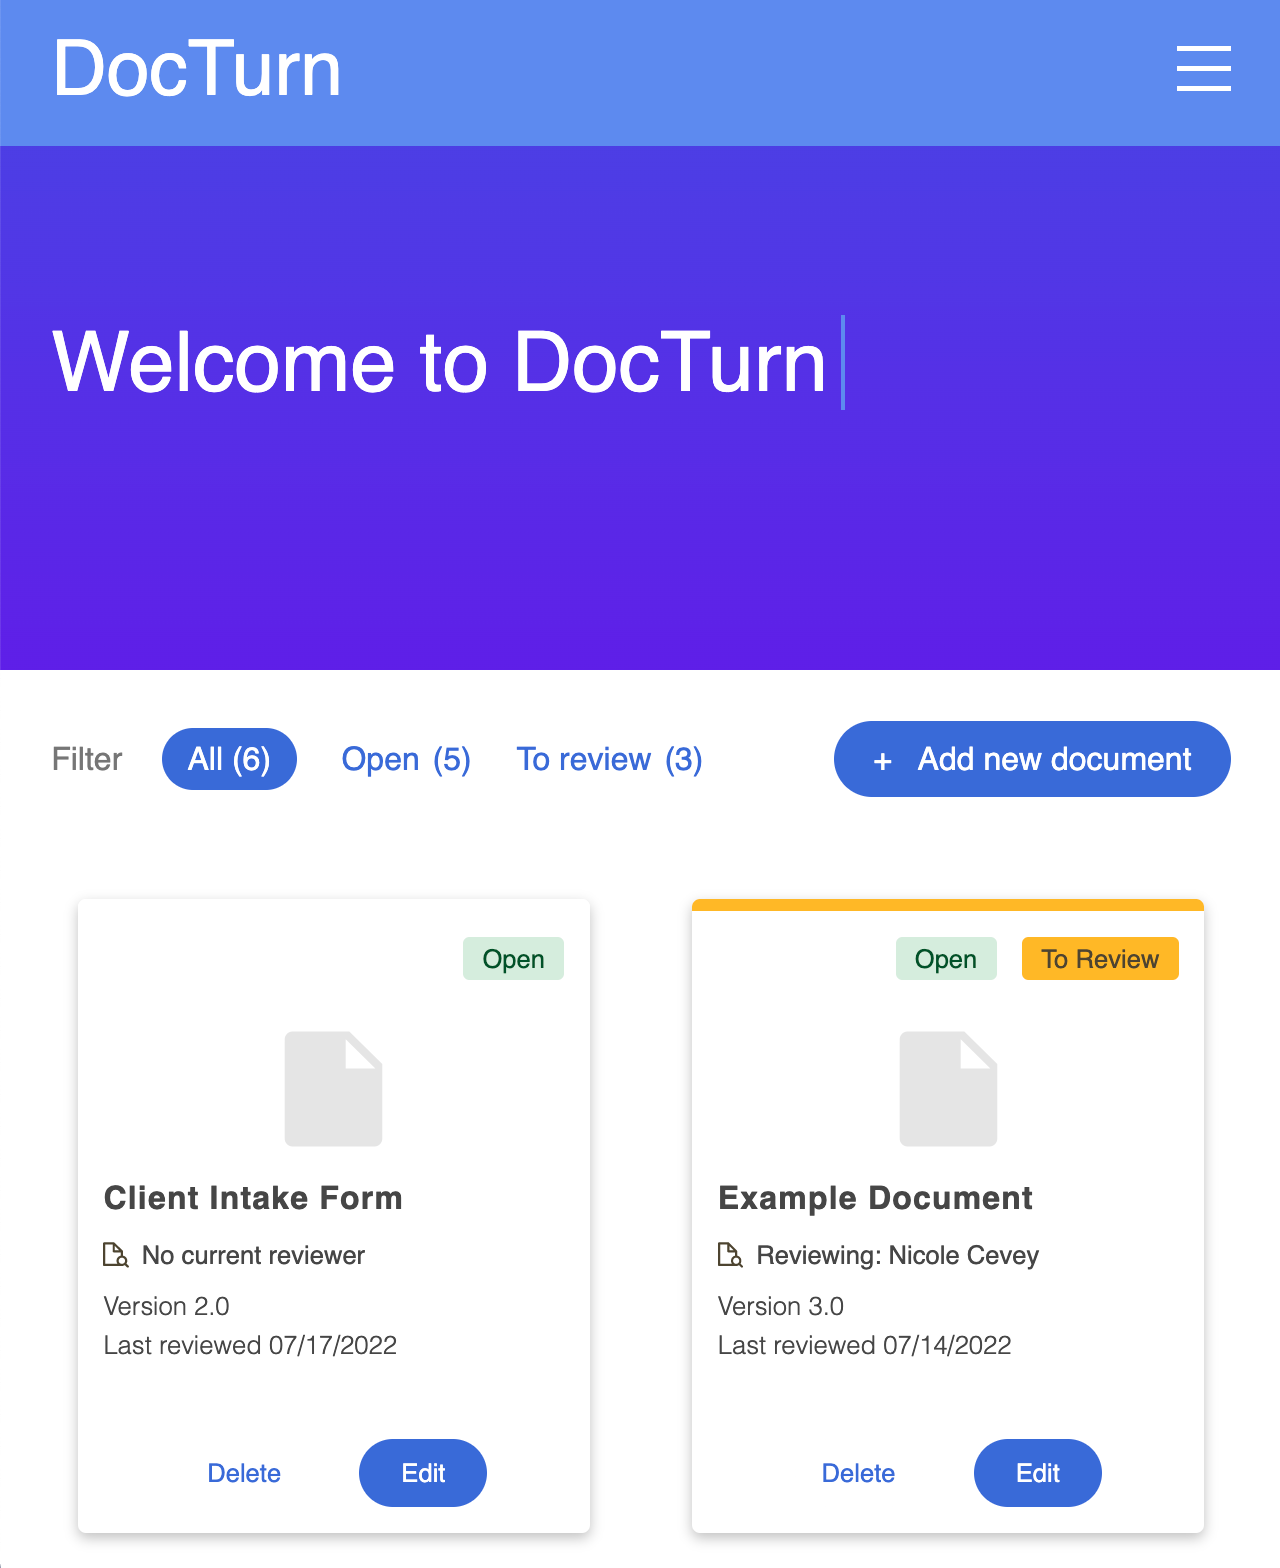 DocTurn
Welcome to DocTurn
Filter All (6) Open (5) To review (3) + Add new document
Open
Client Intake Form
No current reviewer
Version 2.0
Last reviewed 07/17/2022
Delete Edit
Open To Review
Example Document
Reviewing: Nicole Cevey
Version 3.0
Last reviewed 07/14/2022
Delete Edit